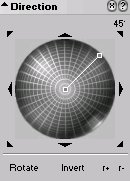 Direction
45°
Rotate Invert r+ r-